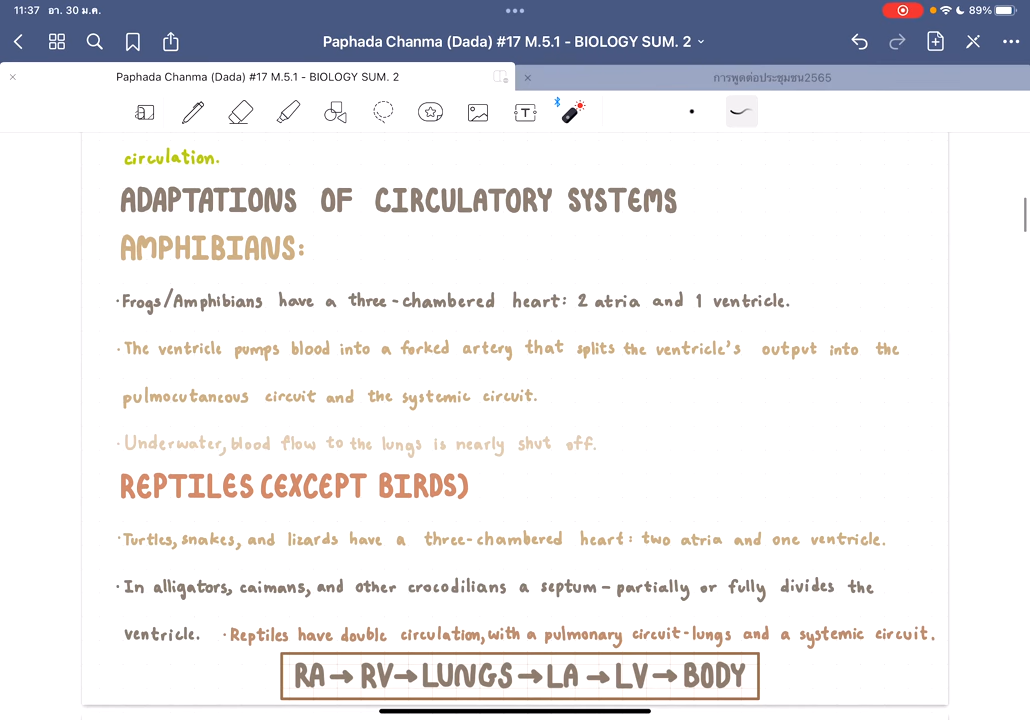 11:37 อา. 30 ม.ค.
89%
Paphada Chanma (Dada) #17 M.5.1 - BIOLOGY SUM. 2
Paphada Chanma (Dada) #17 M.5.1 - BIOLOGY SUM. 2
การพูดต่อประชุมชน2565
circulation.
ADAPTATIONS OF CIRCULATORY SYSTEMS
AMPHIBIANS:
·Frogs/Amphibians have a three-chambered heart: 2 atria and 1 ventricle.
·The ventricle pumps blood into a forked artery that splits the ventricle's output into the
pulmocutaneous circuit and the systemic circuit.
·Underwater, blood flow to the lungs is nearly shut off.
REPTILES (EXCEPT BIRDS)
·Turtles, snakes, and lizards have a three-chambered heart: two atria and one ventricle.
·In alligators, caimans, and other crocodilians a septum-partially or fully divides the
ventricle. ·Reptiles have double circulation, with a pulmonary circuit-lungs and a systemic circuit.
RA→RV→LUNGS→LA→LV→BODY